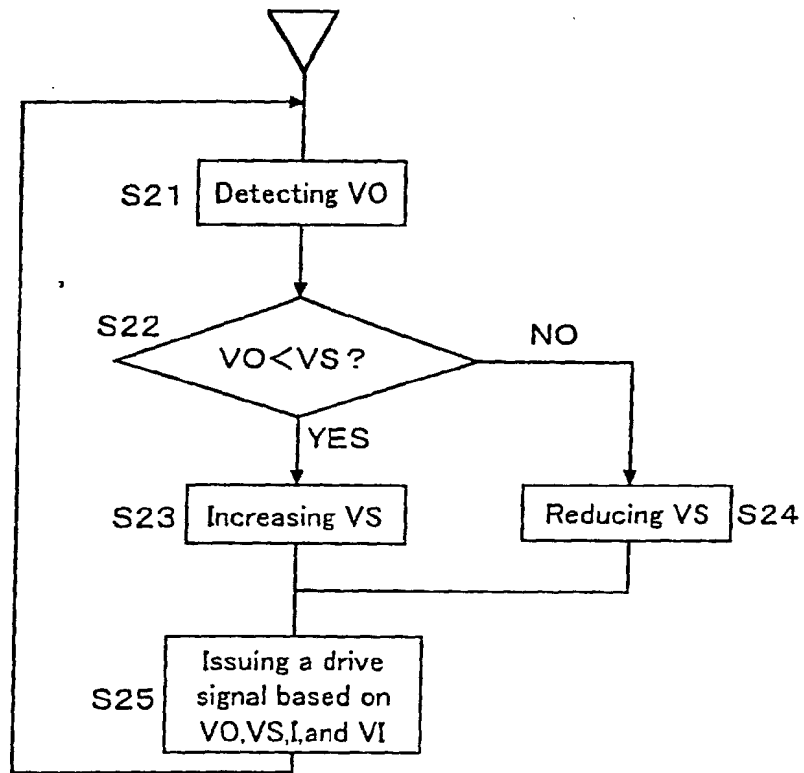 S21
Detecting VO
S22
VO<VS?
NO
YES
S23
Increasing VS
Reducing VS
S24
S25
Issuing a drive
signal based on
VO,VS,I,and VI